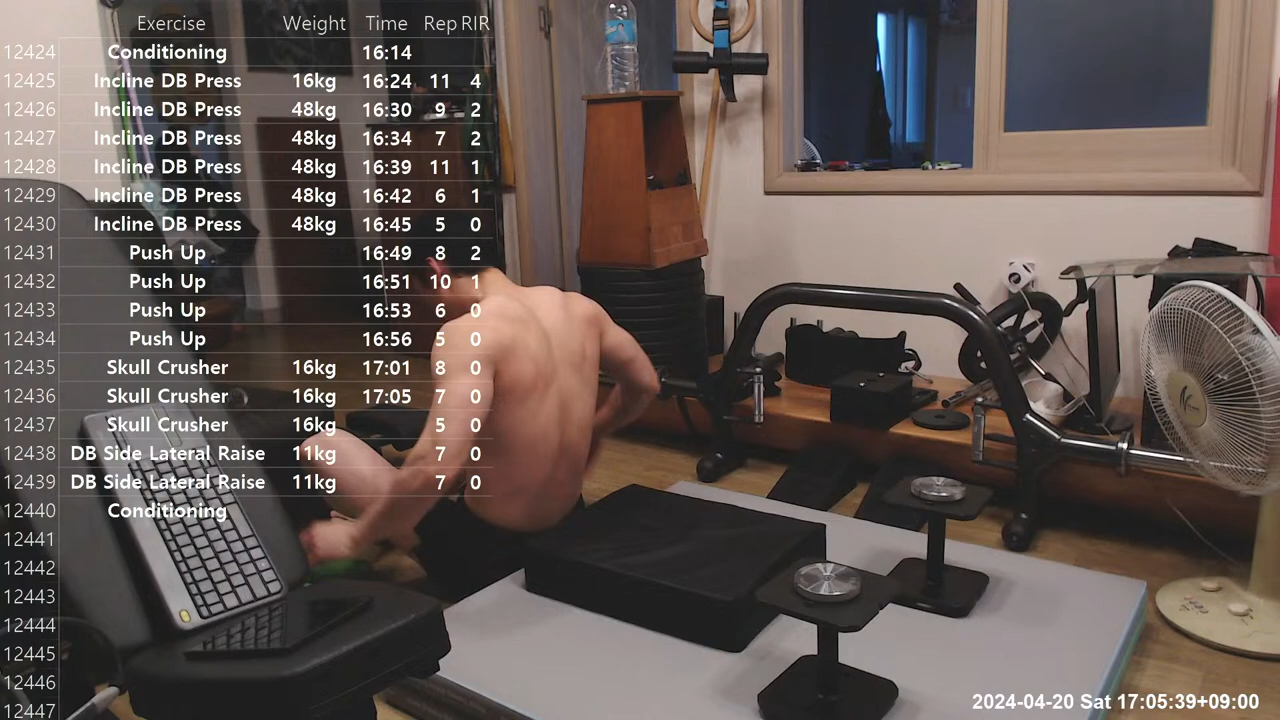 Exercise Weight Time Rep RIR
12424 Conditioning 16:14
12425 Incline DB Press 16kg 16:24 11 4
12426 Incline DB Press 48kg 16:30 9 2
12427 Incline DB Press 48kg 16:34 7 2
12428 Incline DB Press 48kg 16:39 11 1
12429 Incline DB Press 48kg 16:42 6 1
12430 Incline DB Press 48kg 16:45 5 0
12431 Push Up 16:49 8 2
12432 Push Up 16:51 10 1
12433 Push Up 16:53 6 0
12434 Push Up 16:56 5 0
12435 Skull Crusher 16kg 17:01 8 0
12436 Skull Crusher 16kg 17:05 7 0
12437 Skull Crusher 16kg 5 0
12438 DB Side Lateral Raise 11kg 7 0
12439 DB Side Lateral Raise 11kg 7 0
12440 Conditioning
12441
12442
12443
12444
12445
12446
12447
2024-04-20 Sat 17:05:39+09:00